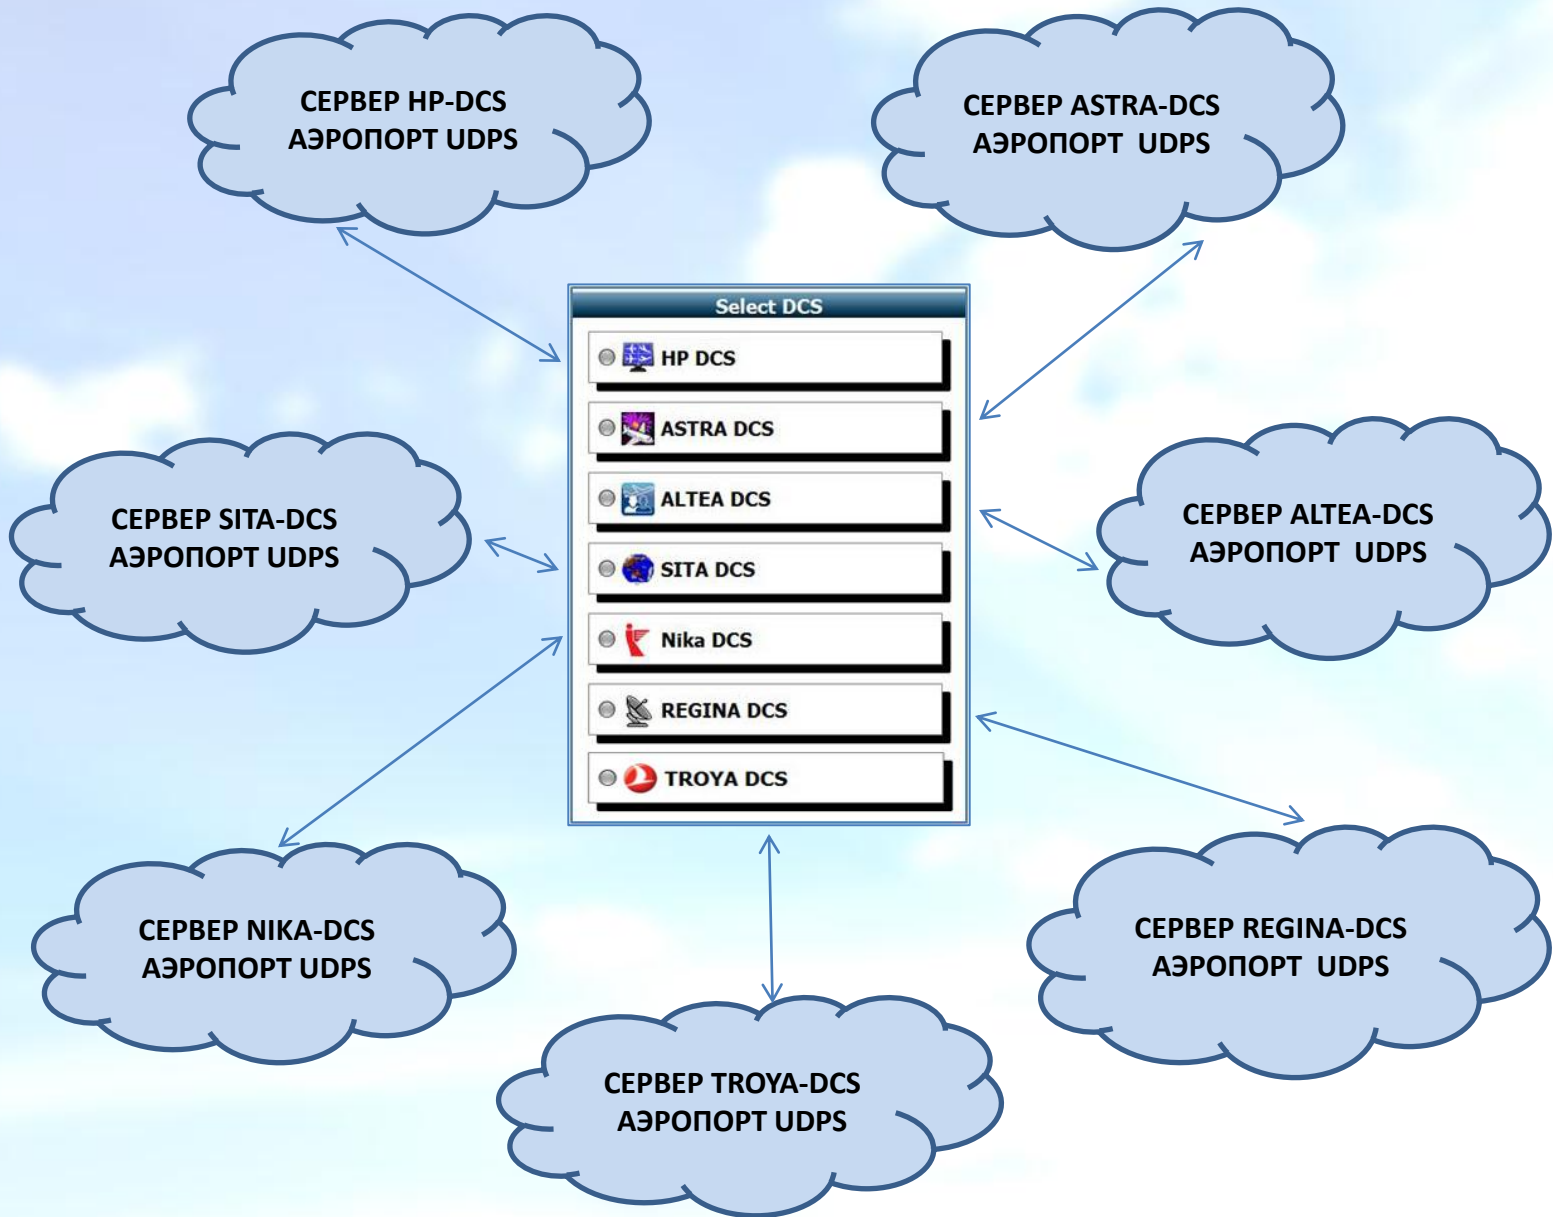 СЕРВЕР HP-DCS
АЭРОПОРТ UDPS
СЕРВЕР ASTRA-DCS
АЭРОПОРТ UDPS
Select DCS
HP DCS
ASTRA DCS
ALTEA DCS
SITA DCS
Nika DCS
REGINA DCS
TROYA DCS
СЕРВЕР SITA-DCS
АЭРОПОРТ UDPS
СЕРВЕР ALTEA-DCS
АЭРОПОРТ UDPS
СЕРВЕР NIKA-DCS
АЭРОПОРТ UDPS
СЕРВЕР REGINA-DCS
АЭРОПОРТ UDPS
СЕРВЕР TROYA-DCS
АЭРОПОРТ UDPS